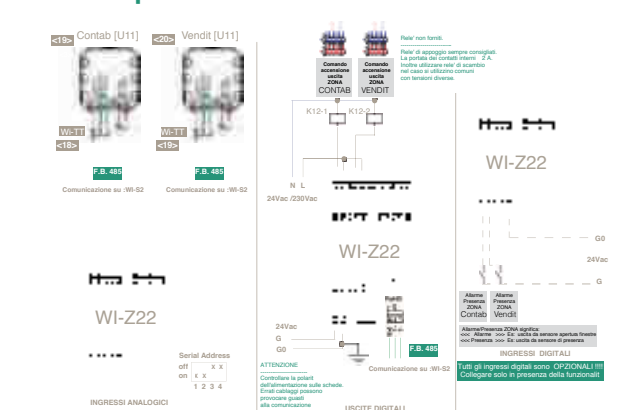 <19> Contab [U11]
<20> Vendit [U11]
Wi-TT
<18>
Wi-TT
<19>
F.B. 485
F.B. 485
Comunicazione su :WI-S2
Comunicazione su :WI-S2
WI-Z22
Serial Address
off x x
on x x
1 2 3 4
INGRESSI ANALOGICI
Comando
accensione
uscita
ZONA
CONTAB
Comando
accensione
uscita
ZONA
VENDIT
Rele' non forniti.
Rele' di appoggio sempre consigliati.
La portata dei contatti interni 2 A.
Inoltre utilizzare rele' di scambio
nel caso si utilizzino comuni
con tensioni diverse.
K12-1
K12-2
N L
24Vac /230Vac
WI-Z22
24Vac
G
G0
F.B. 485
Comunicazione su :WI-S2
ATTENZIONE
Controllare la polarit
dell'alimentazione sulle schede.
Errati cablaggi possono
provocare guasti
alla comunicazione
USCITE DIGITALI
WI-Z22
G0
24Vac
G
Allarme
Presenza
ZONA
Contab
Allarme
Presenza
ZONA
Vendit
Allarme/Presenza ZONA significa:
<<< Allarme >>> Es: uscita da sensore apertura finestre
<<< Presenza >>> Es: uscita da sensore di presenza
INGRESSI DIGITALI
Tutti gli ingressi digitali sono OPZIONALI !!!!
Collegare solo in presenza della funzionalit